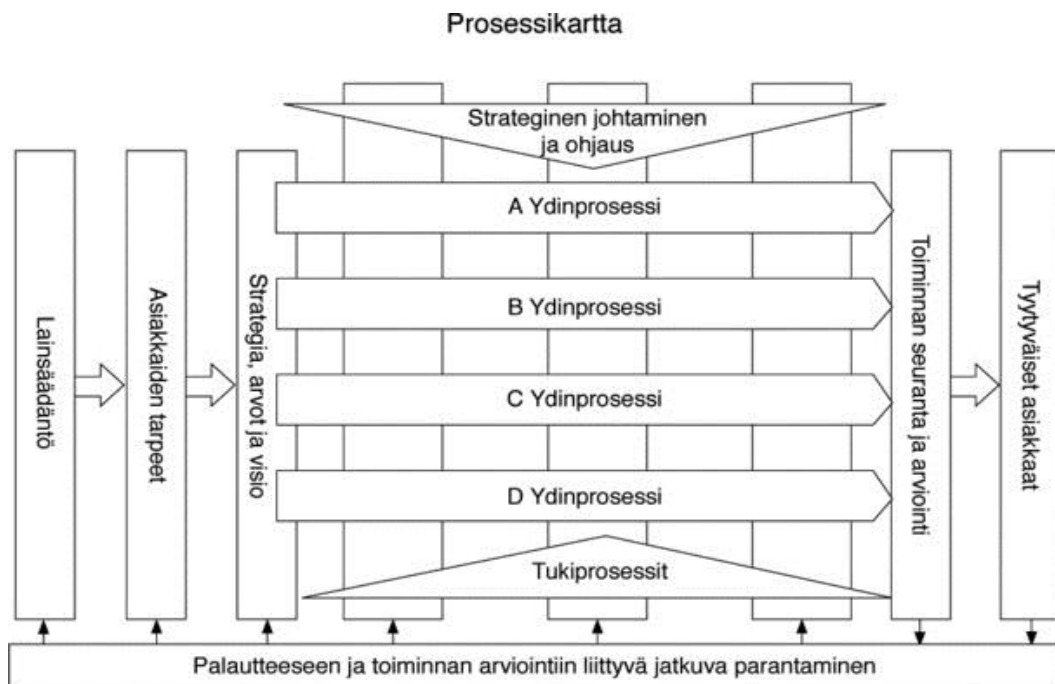 Prosessikartta
Strateginen johtaminen
ja ohjaus
Lainsäädäntö
Asiakkaiden tarpeet
Strategia, arvot ja visio
A Ydinprosessi
B Ydinprosessi
C Ydinprosessi
D Ydinprosessi
Tukiprosessit
Toiminnan seuranta ja arviointi
Tyytyväiset asiakkaat
Palautteeseen ja toiminnan arviointiin liittyvä jatkuva parantaminen